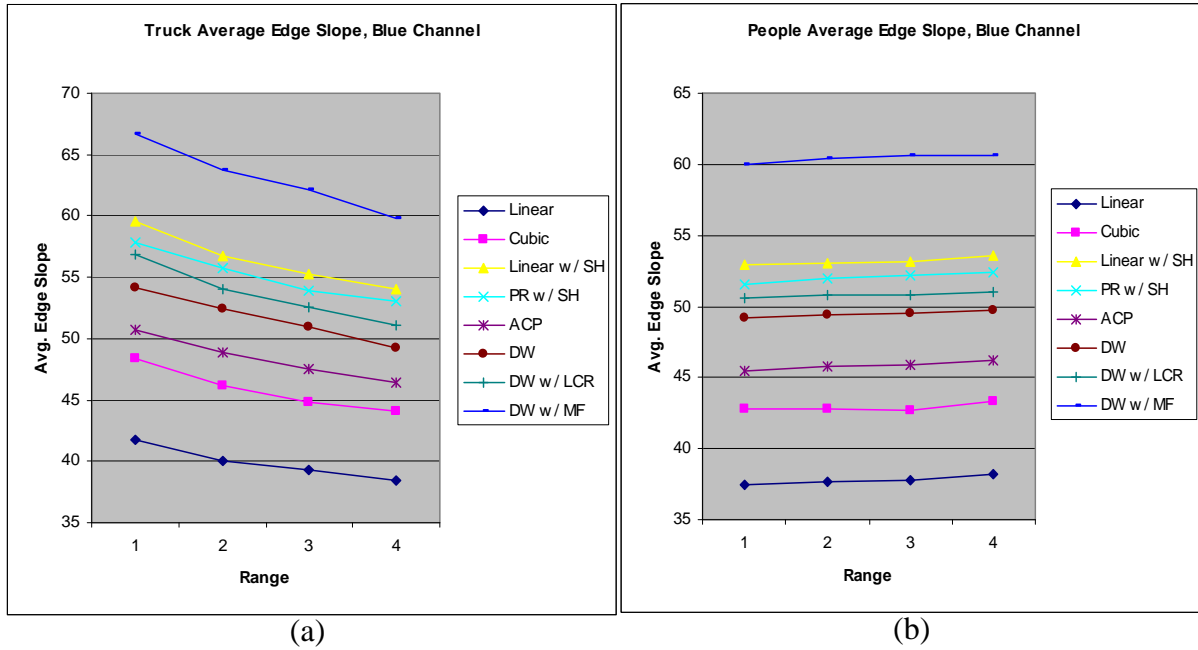 Truck Average Edge Slope, Blue Channel
70
65
60
55
50
45
40
35
Avg. Edge Slope
1 2 3 4
Range
Linear
Cubic
Linear w/ SH
PR w/ SH
ACP
DW
DW w/ LCR
DW w/ MF
(a)
People Average Edge Slope, Blue Channel
65
60
55
50
45
40
35
Avg. Edge Slope
1 2 3 4
Range
Linear
Cubic
Linear w/ SH
PR w/ SH
ACP
DW
DW w/ LCR
DW w/ MF
(b)